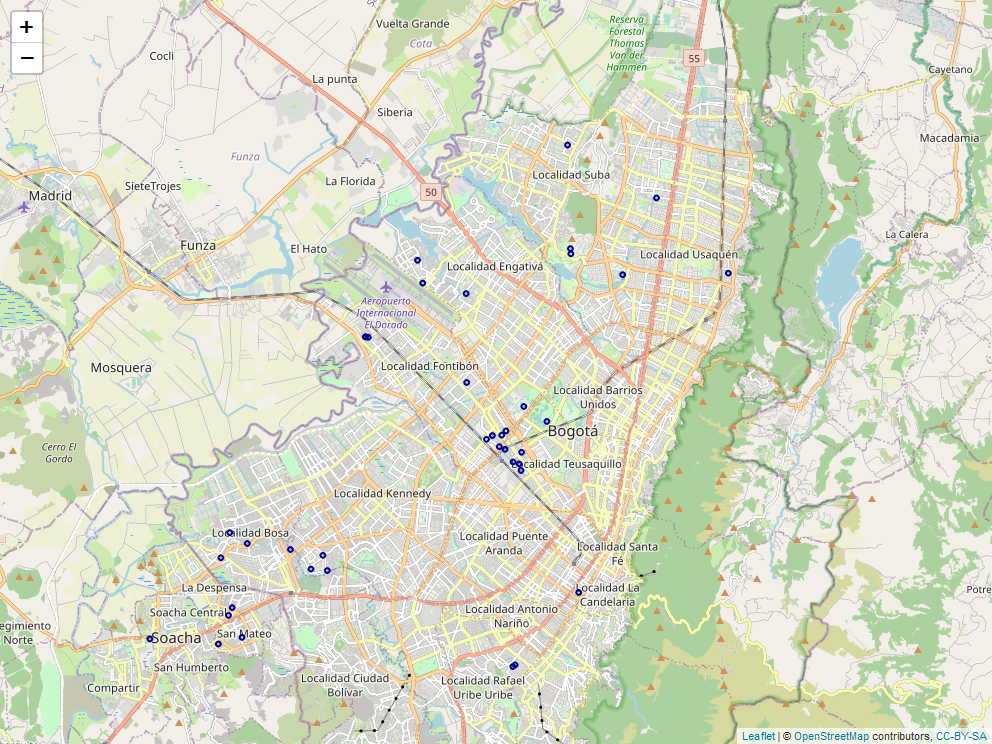 +
−
Vuelta Grande
Cota
Reserva
Forestal
Thomas
Van der
Hammen
55
Cayetano
Cocli
La punta
Siberia
Macadamia
Funza
SieteTrojes
La Florida
Localidad Suba
50
Madrid
Funza
El Hato
La Calera
Localidad Usaquén
Localidad Engativá
Aeropuerto
Internacional
El Dorado
Mosquera
Localidad Fontibón
Localidad Barrios
Unidos
Bogotá
Cerro El
Gordo
Localidad Teusaquillo
Localidad Kennedy
Localidad Bosa
Localidad Puente
Aranda
Localidad Santa
Fé
La Despensa
Localidad La
Candelaria
Potre
Soacha Central
Localidad Antonio
Nariño
egimiento
Norte
Soacha
San Mateo
San Humberto
Compartir
Localidad Ciudad
Bolívar
Localidad Rafael
Uribe Uribe
Leaflet | © OpenStreetMap contributors, CC-BY-SA